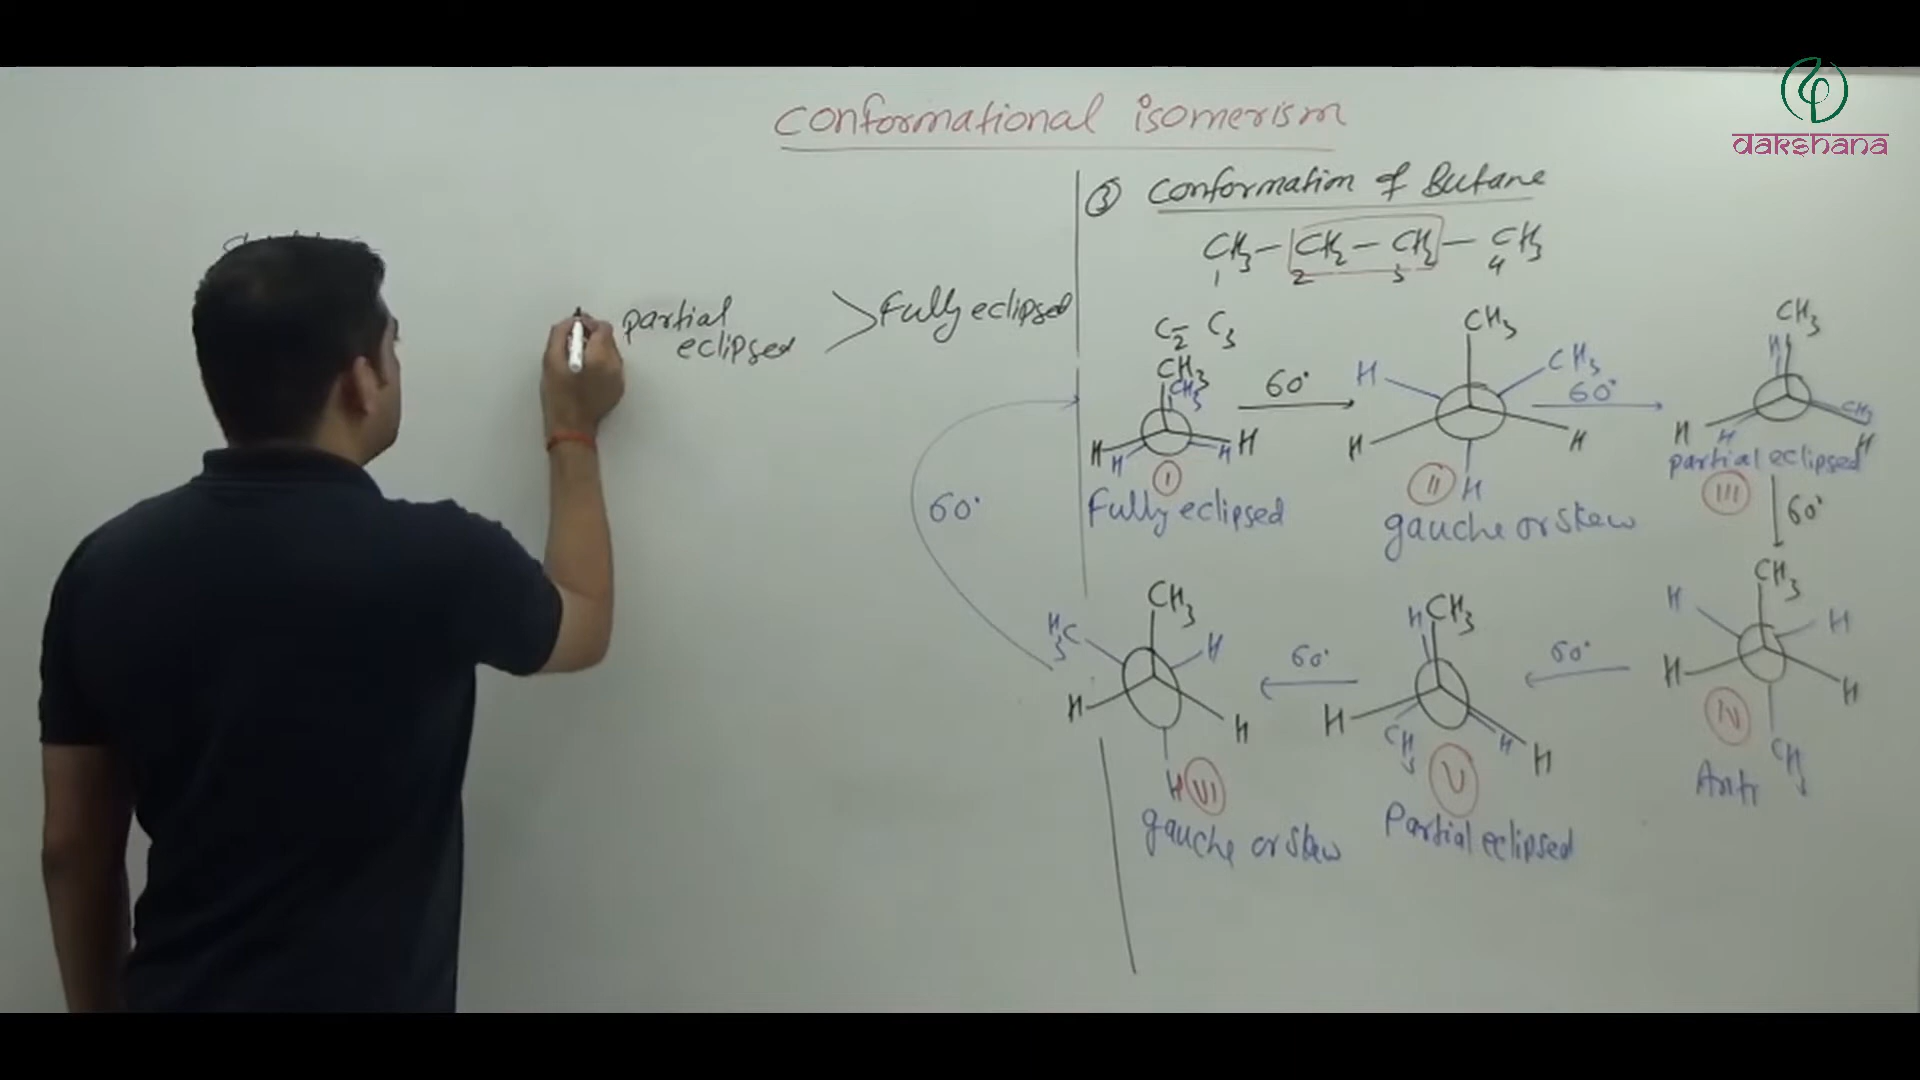 dakshana
Conformational isomerism
③ Conformation of Butane
CH3 – CH2 – CH2 – CH3
1 2 3 4
partial
eclipsed
> Fully eclipsed
C2 C3
CH3
CH3
H H
H H
I
Fully eclipsed
60°
CH3
H CH3
H H
II H
gauche or skew
60°
CH3
H
CH3
H H H
partial eclipsed
III
60°
CH3
H H
H H
IV
CH3
Anti
60°
H CH3
H
CH3 H H
V
Partial eclipsed
60°
CH3
H3C H
H H
H VI
gauche or skew
60°